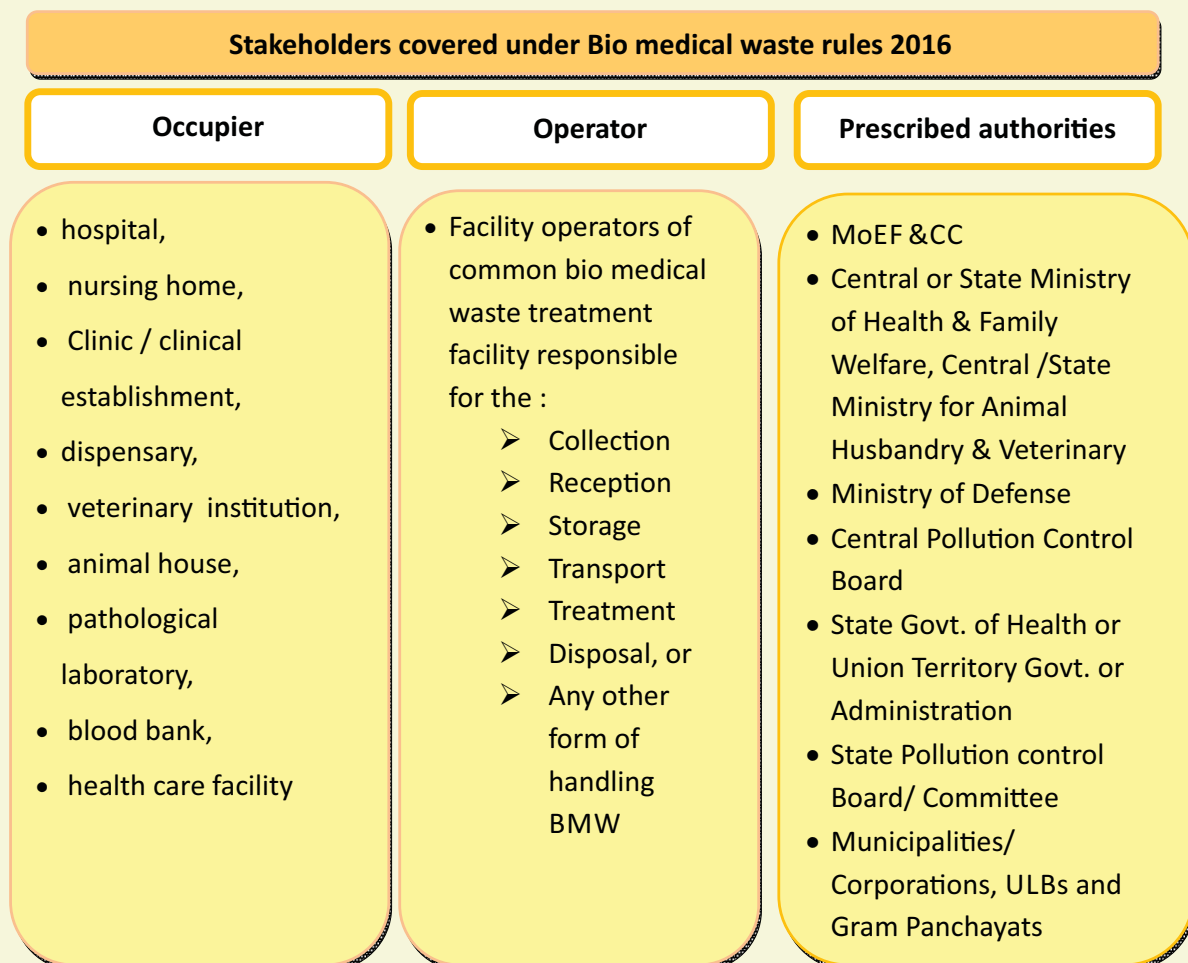 Stakeholders covered under Bio medical waste rules 2016
Occupier
• hospital,
• nursing home,
• Clinic / clinical
establishment,
• dispensary,
• veterinary institution,
• animal house,
• pathological
laboratory,
• blood bank,
• health care facility
Operator
• Facility operators of
common bio medical
waste treatment
facility responsible
for the :
➢ Collection
➢ Reception
➢ Storage
➢ Transport
➢ Treatment
➢ Disposal, or
➢ Any other
form of
handling
BMW
Prescribed authorities
• MoEF &CC
• Central or State Ministry
of Health & Family
Welfare, Central /State
Ministry for Animal
Husbandry & Veterinary
• Ministry of Defense
• Central Pollution Control
Board
• State Govt. of Health or
Union Territory Govt. or
Administration
• State Pollution control
Board/ Committee
• Municipalities/
Corporations, ULBs and
Gram Panchayats